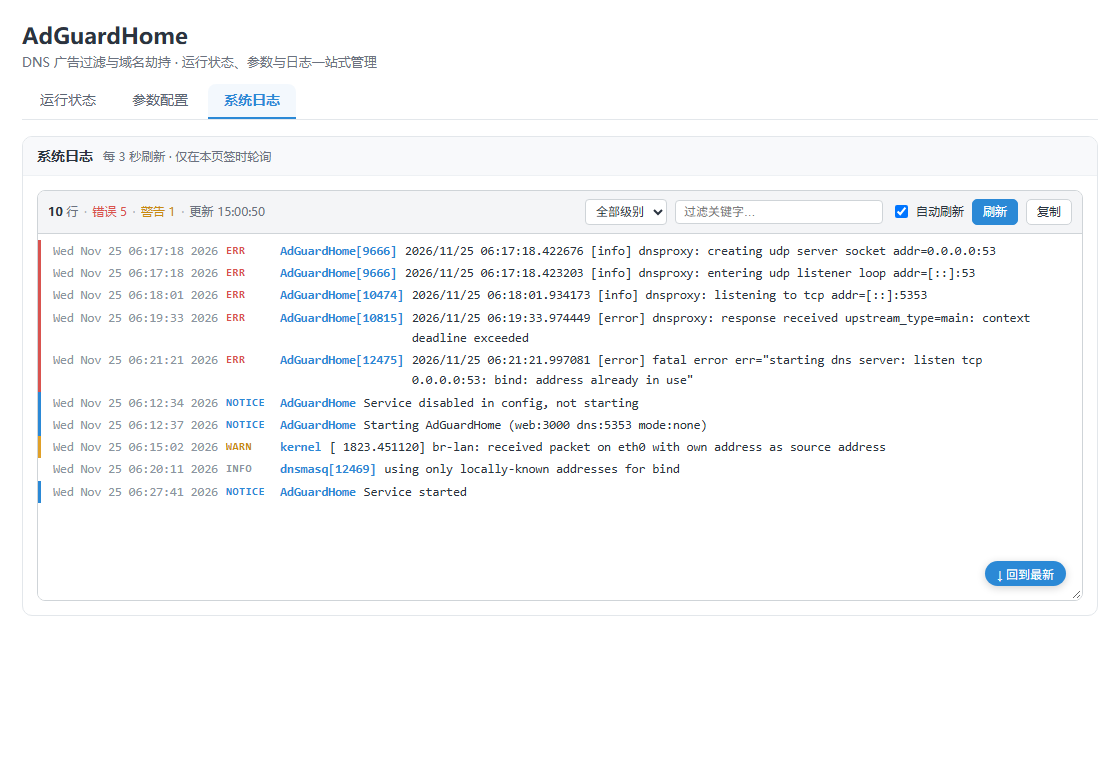 AdGuardHome
DNS 广告过滤与域名劫持 · 运行状态、参数与日志一站式管理
运行状态 参数配置 系统日志
系统日志 每 3 秒刷新 · 仅在本页签时轮询
10 行 · 错误 5 · 警告 1 · 更新 15:00:50 全部级别 过滤关键字... 自动刷新 刷新 复制
Wed Nov 25 06:17:18 2026 ERR AdGuardHome[9666] 2026/11/25 06:17:18.422676 [info] dnsproxy: creating udp server socket addr=0.0.0.0:53
Wed Nov 25 06:17:18 2026 ERR AdGuardHome[9666] 2026/11/25 06:17:18.423203 [info] dnsproxy: entering udp listener loop addr=[::]:53
Wed Nov 25 06:18:01 2026 ERR AdGuardHome[10474] 2026/11/25 06:18:01.934173 [info] dnsproxy: listening to tcp addr=[::]:5353
Wed Nov 25 06:19:33 2026 ERR AdGuardHome[10815] 2026/11/25 06:19:33.974449 [error] dnsproxy: response received upstream_type=main: context
deadline exceeded
Wed Nov 25 06:21:21 2026 ERR AdGuardHome[12475] 2026/11/25 06:21:21.997081 [error] fatal error err="starting dns server: listen tcp
0.0.0.0:53: bind: address already in use"
Wed Nov 25 06:12:34 2026 NOTICE AdGuardHome Service disabled in config, not starting
Wed Nov 25 06:12:37 2026 NOTICE AdGuardHome Starting AdGuardHome (web:3000 dns:5353 mode:none)
Wed Nov 25 06:15:02 2026 WARN kernel [ 1823.451120] br-lan: received packet on eth0 with own address as source address
Wed Nov 25 06:20:11 2026 INFO dnsmasq[12469] using only locally-known addresses for bind
Wed Nov 25 06:27:41 2026 NOTICE AdGuardHome Service started
↓ 回到最新